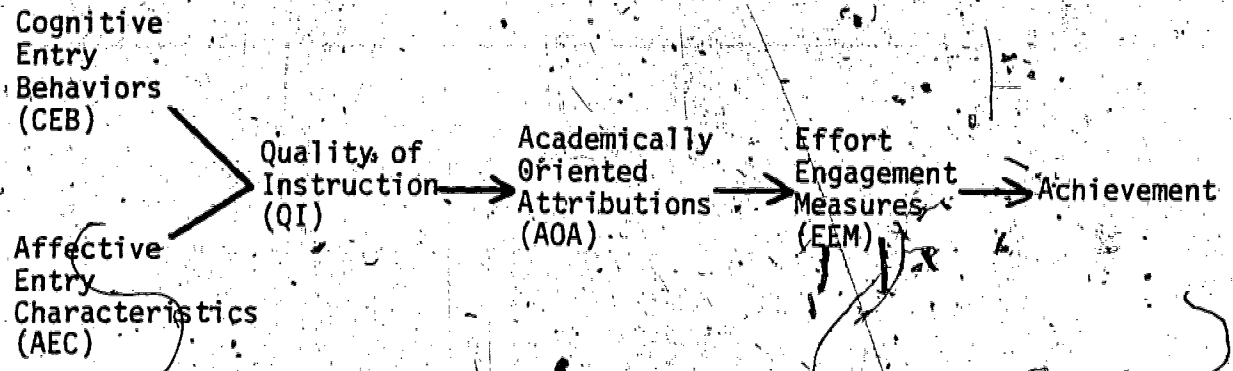 Cognitive
Entry
Behaviors
(CEB)
Affective
Entry
Characteristics
(AEC)
Quality of
Instruction
(QI)
Academically
Oriented
Attributions
(AOA)
Effort
Engagement
Measures
(EEM)
Achievement